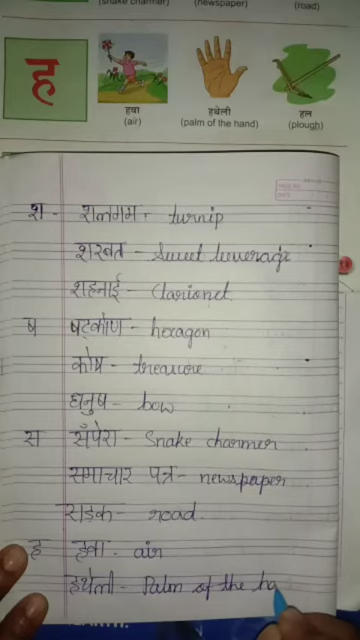 (snake charmer) (newspaper) (road)
ह
हवा हथेली हल
(air) (palm of the hand) (plough)
श - शलगम - turnip
शरबत - Sweet beverage
शहनाई - Clarionet
ष षट्कोण - hexagon
कोष - treasure
धनुष - bow
स सँपेरा - Snake charmer
समाचार पत्र - newspaper
सड़क - road
ह हवा - air
हथेली - Palm of the ha